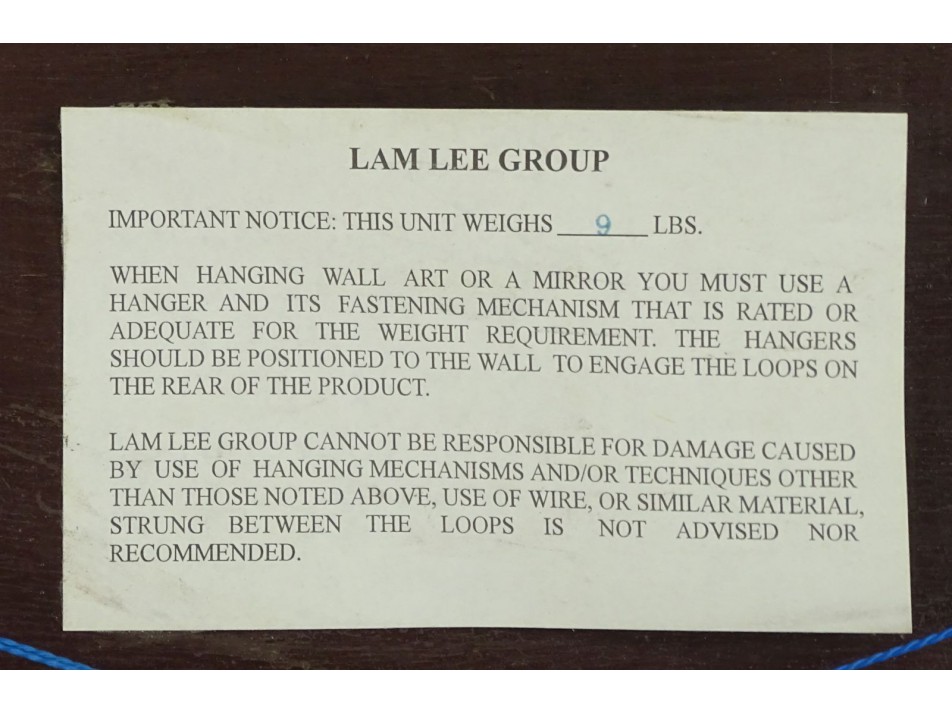 LAM LEE GROUP
IMPORTANT NOTICE: THIS UNIT WEIGHS 9 LBS.
WHEN HANGING WALL ART OR A MIRROR YOU MUST USE A
HANGER AND ITS FASTENING MECHANISM THAT IS RATED OR
ADEQUATE FOR THE WEIGHT REQUIREMENT. THE HANGERS
SHOULD BE POSITIONED TO THE WALL TO ENGAGE THE LOOPS ON
THE REAR OF THE PRODUCT.
LAM LEE GROUP CANNOT BE RESPONSIBLE FOR DAMAGE CAUSED
BY USE OF HANGING MECHANISMS AND/OR TECHNIQUES OTHER
THAN THOSE NOTED ABOVE, USE OF WIRE, OR SIMILAR MATERIAL,
STRUNG BETWEEN THE LOOPS IS NOT ADVISED NOR
RECOMMENDED.